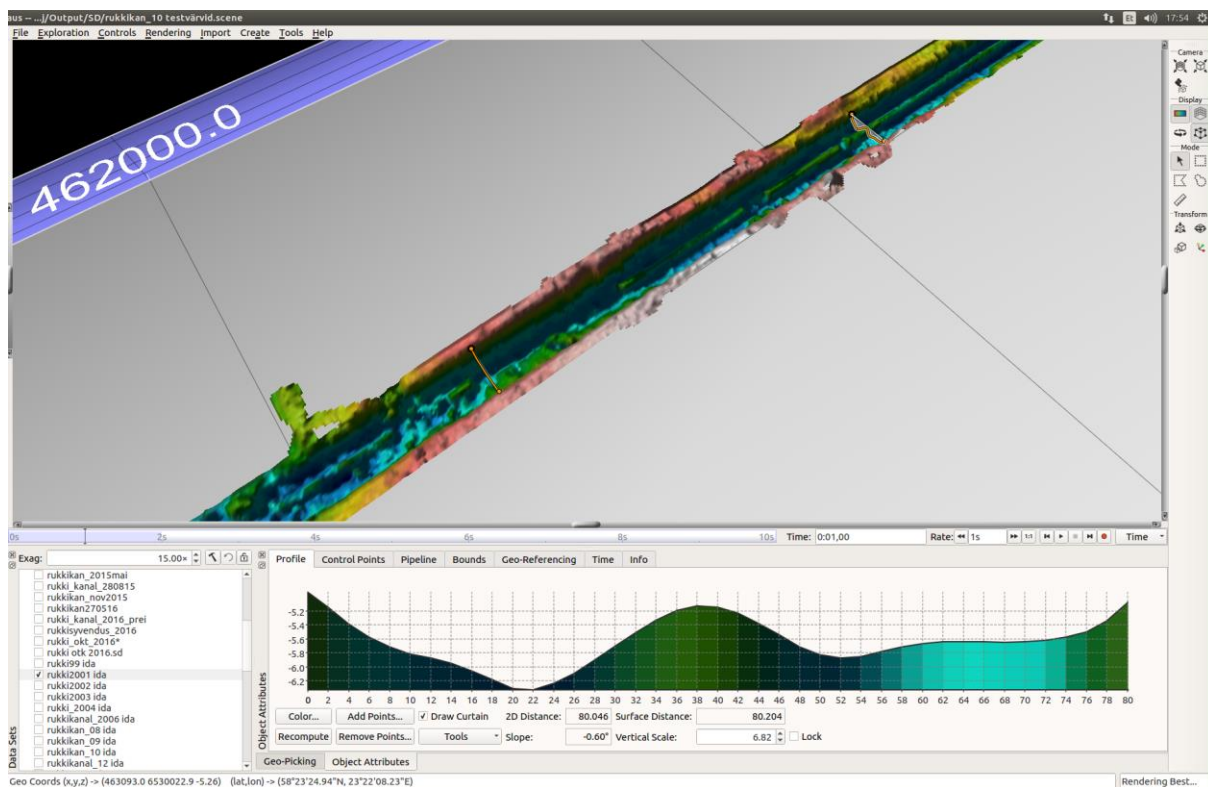 aus -- ...j/Output/SD/rukkikan_10 testvärvid.scene
Et 17:54
File Exploration Controls Rendering Import Create Tools Help
462000.0
Camera
Display
Mode
Transform
0s 2s 4s 6s 8s 10s Time: 0:01,00 Rate: 1s 1:1 Time
Exag: 15.00×
Profile Control Points Pipeline Bounds Geo-Referencing Time Info
rukkikan_2015mai
rukki_kanal_280815
rukkikan_nov2015
rukkikan270516
rukki_kanal_2016_prei
rukkisyvendus_2016
rukki_okt_2016*
rukki otk 2016.sd
rukki99 ida
rukki2001 ida
rukki2002 ida
rukki2003 ida
rukki_2004 ida
rukkikanal_2006 ida
rukkikan_08 ida
rukkikan_09 ida
rukkikan_10 ida
rukkikanal_12 ida
Data Sets
Object Attributes
-5.2
-5.4
-5.6
-5.8
-6.0
-6.2
0 2 4 6 8 10 12 14 16 18 20 22 24 26 28 30 32 34 36 38 40 42 44 46 48 50 52 54 56 58 60 62 64 66 68 70 72 74 76 78 80
Color... Add Points... Draw Curtain 2D Distance: 80.046 Surface Distance: 80.204
Recompute Remove Points... Tools Slope: -0.60° Vertical Scale: 6.82 Lock
Geo-Picking Object Attributes
Geo Coords (x,y,z) -> (463093.0 6530022.9 -5.26) (lat,lon) -> (58°23'24.94"N, 23°22'08.23"E) Rendering Best...